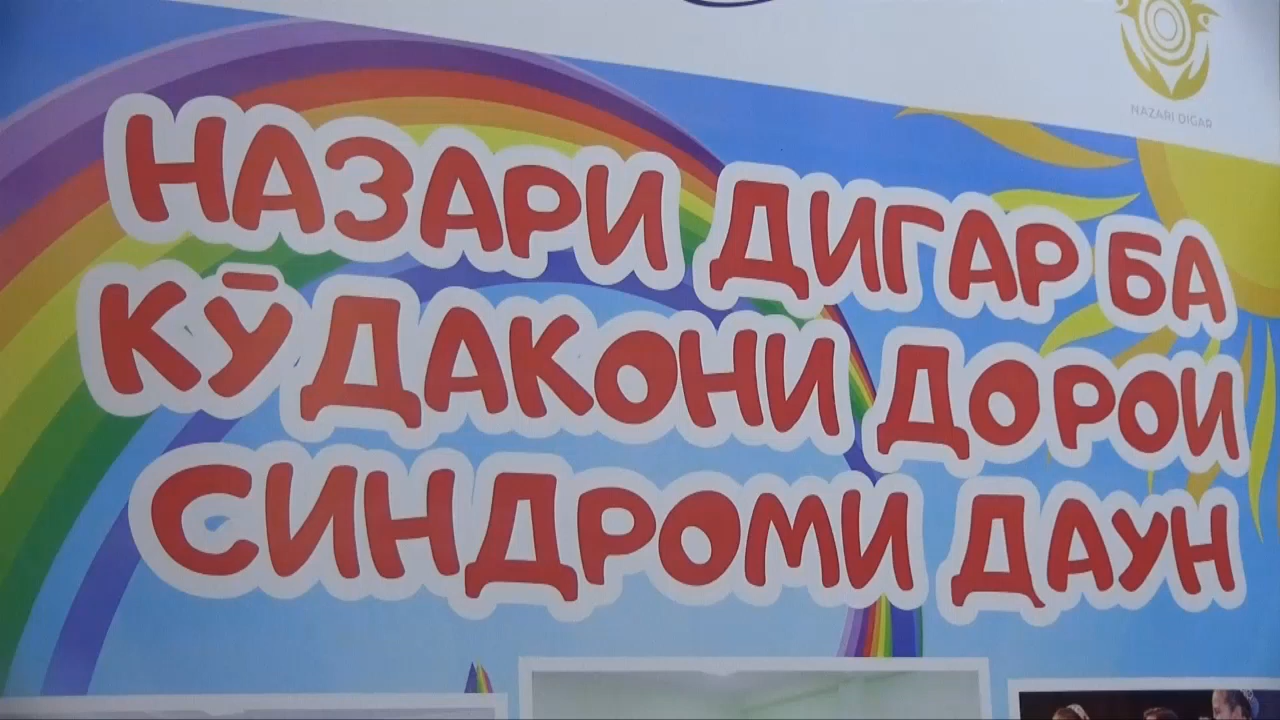 NAZARI DIGAR
НАЗАРИ ДИГАР БА
КӮДАКОНИ ДОРОИ
СИНДРОМИ ДАУН